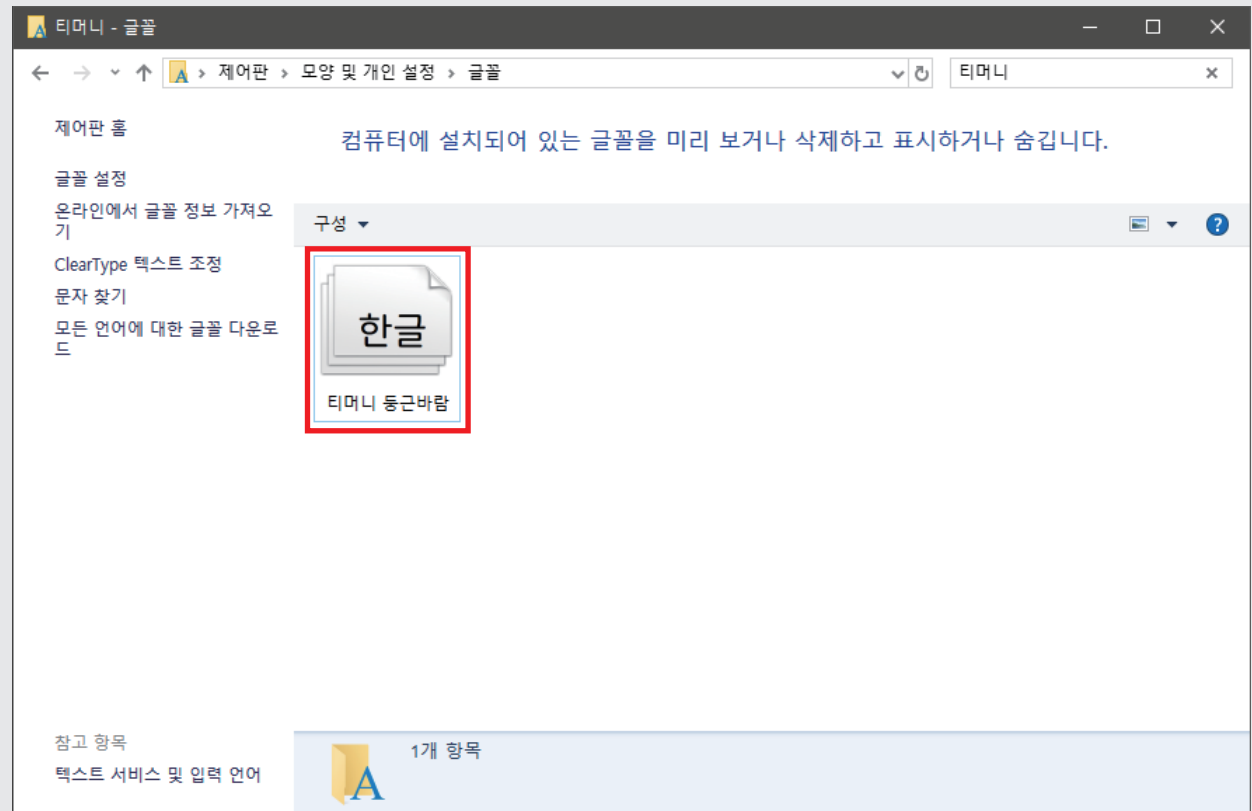 티머니 - 글꼴
제어판 > 모양 및 개인 설정 > 글꼴
티머니
제어판 홈
컴퓨터에 설치되어 있는 글꼴을 미리 보거나 삭제하고 표시하거나 숨깁니다.
글꼴 설정
온라인에서 글꼴 정보 가져오
기
ClearType 텍스트 조정
문자 찾기
모든 언어에 대한 글꼴 다운로
드
구성
한글
티머니 둥근바람
참고 항목
텍스트 서비스 및 입력 언어
1개 항목